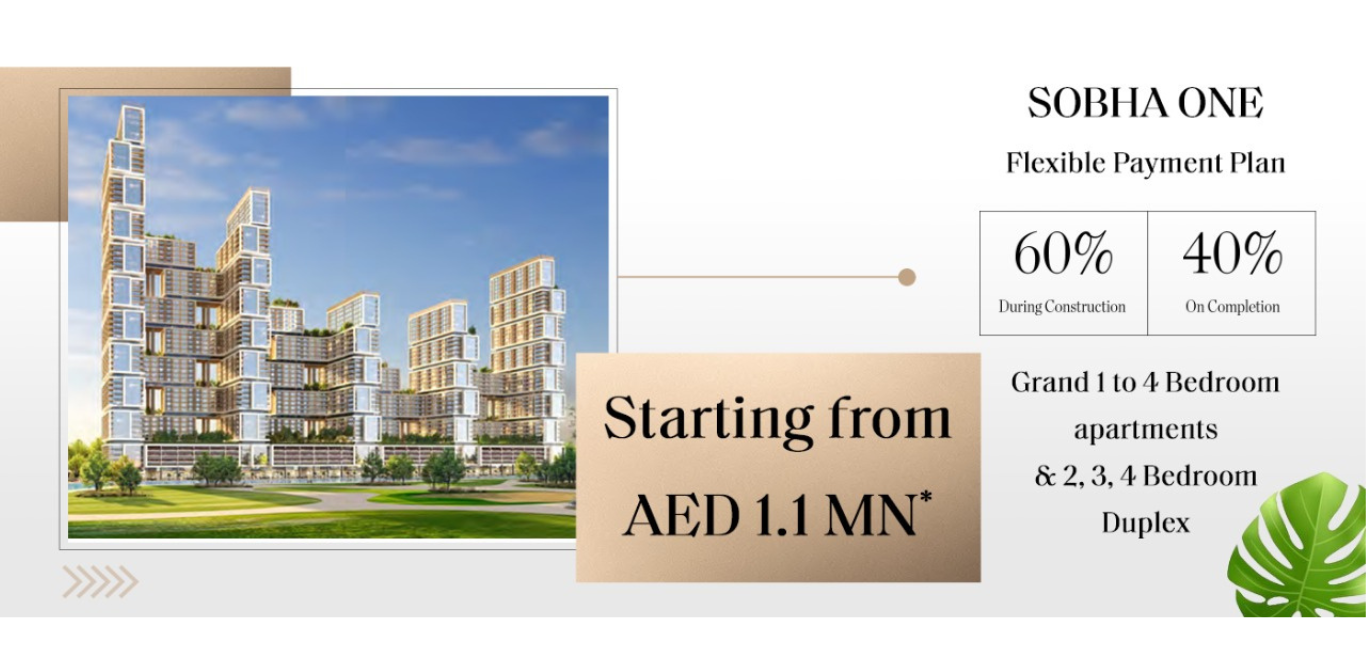 SOBHA ONE
Flexible Payment Plan
60%
During Construction
40%
On Completion
Starting from
AED 1.1 MN*
Grand 1 to 4 Bedroom
apartments
& 2, 3, 4 Bedroom
Duplex